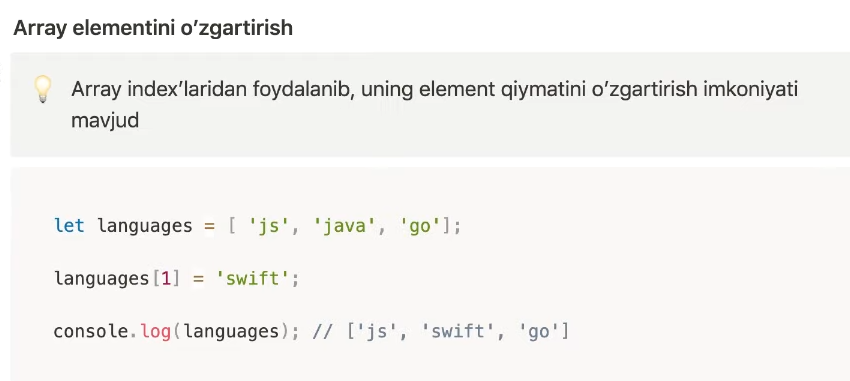 Array elementini o’zgartirish
Array index’laridan foydalanib, uning element qiymatini o’zgartirish imkoniyati
mavjud
let languages = [ 'js', 'java', 'go'];
languages[1] = 'swift';
console.log(languages); // ['js', 'swift', 'go']